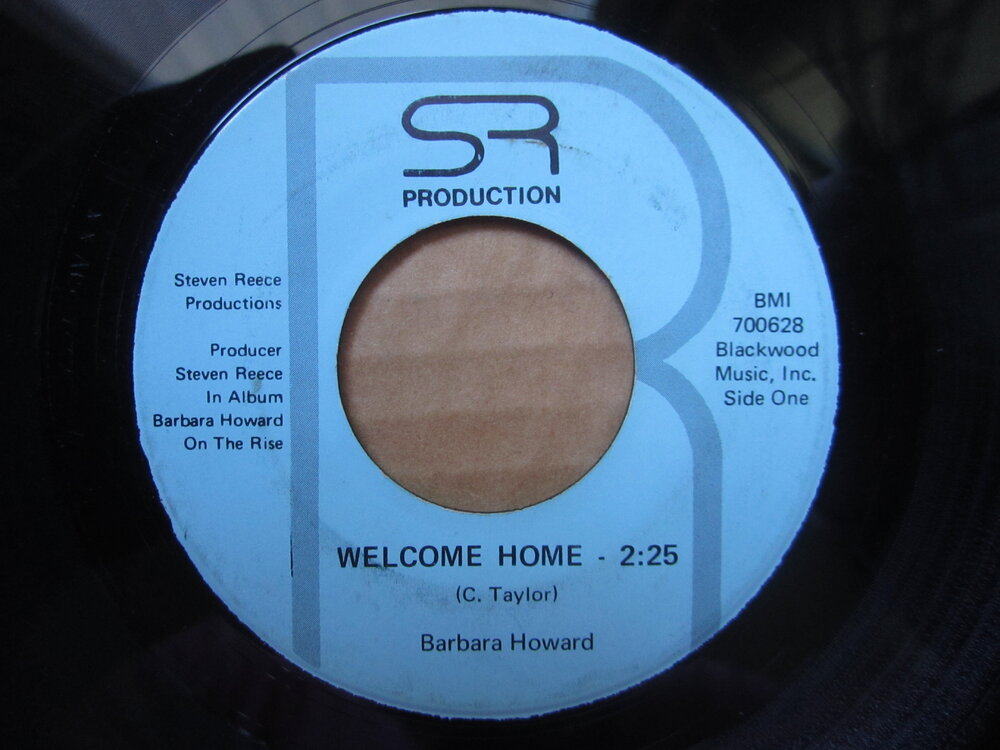 SR
PRODUCTION
Steven Reece
Productions
Producer
Steven Reece
In Album
Barbara Howard
On The Rise
BMI
700628
Blackwood
Music, Inc.
Side One
WELCOME HOME - 2:25
(C. Taylor)
Barbara Howard